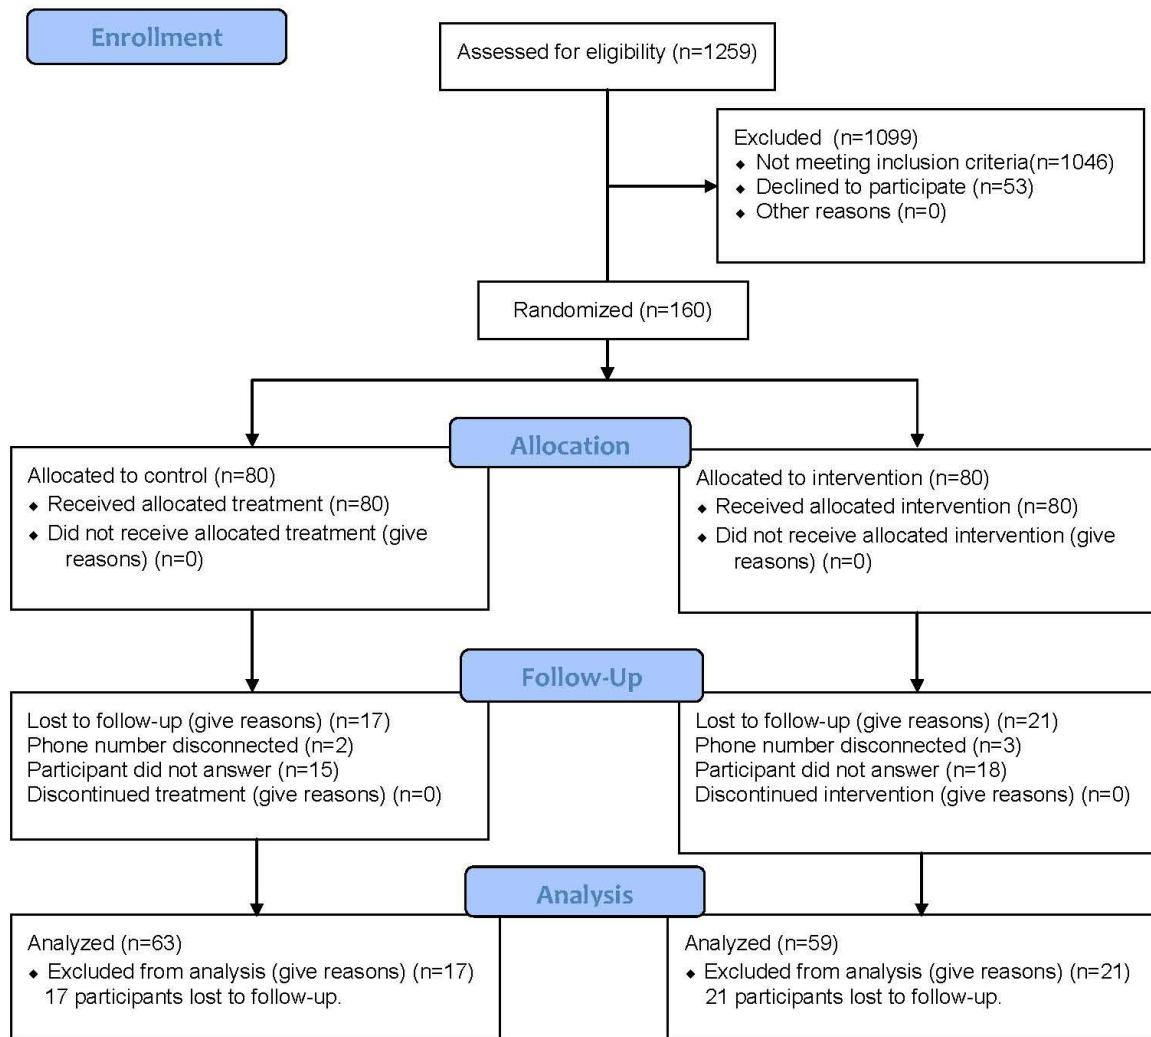 Enrollment
Assessed for eligibility (n=1259)
Excluded (n=1099)
◆ Not meeting inclusion criteria(n=1046)
◆ Declined to participate (n=53)
◆ Other reasons (n=0)
Randomized (n=160)
Allocation
Allocated to control (n=80)
◆ Received allocated treatment (n=80)
◆ Did not receive allocated treatment (give
reasons) (n=0)
Allocated to intervention (n=80)
◆ Received allocated intervention (n=80)
◆ Did not receive allocated intervention (give
reasons) (n=0)
Follow-Up
Lost to follow-up (give reasons) (n=17)
Phone number disconnected (n=2)
Participant did not answer (n=15)
Discontinued treatment (give reasons) (n=0)
Lost to follow-up (give reasons) (n=21)
Phone number disconnected (n=3)
Participant did not answer (n=18)
Discontinued intervention (give reasons) (n=0)
Analysis
Analyzed (n=63)
◆ Excluded from analysis (give reasons) (n=17)
17 participants lost to follow-up.
Analyzed (n=59)
◆ Excluded from analysis (give reasons) (n=21)
21 participants lost to follow-up.